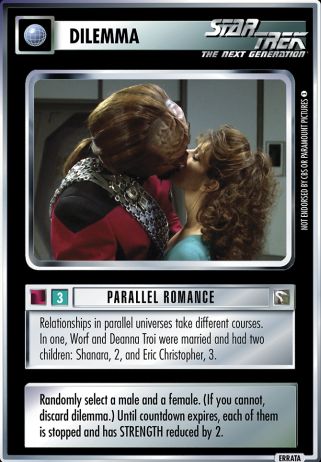 DILEMMA
STAR TREK
THE NEXT GENERATION
NOT ENDORSED BY CBS OR PARAMOUNT PICTURES
3
PARALLEL ROMANCE
Relationships in parallel universes take different courses.
In one, Worf and Deanna Troi were married and had two
children: Shanara, 2, and Eric Christopher, 3.
Randomly select a male and a female. (If you cannot,
discard dilemma.) Until countdown expires, each of them
is stopped and has STRENGTH reduced by 2.
ERRATA